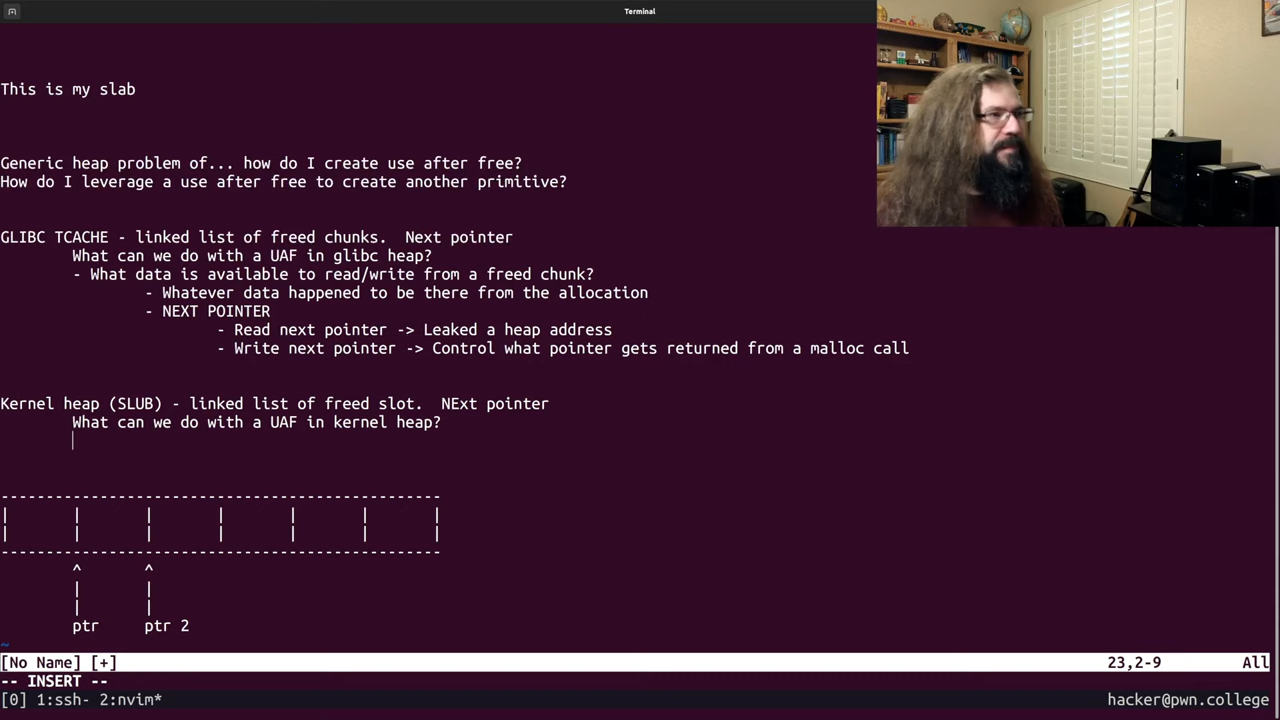 Terminal
This is my slab
Generic heap problem of... how do I create use after free?
How do I leverage a use after free to create another primitive?
GLIBC TCACHE - linked list of freed chunks.  Next pointer
What can we do with a UAF in glibc heap?
- What data is available to read/write from a freed chunk?
- Whatever data happened to be there from the allocation
- NEXT POINTER
- Read next pointer -> Leaked a heap address
- Write next pointer -> Control what pointer gets returned from a malloc call
Kernel heap (SLUB) - linked list of freed slot.  NExt pointer
What can we do with a UAF in kernel heap?
-------------------------------------------------
|       |       |       |       |       |       |
|       |       |       |       |       |       |
-------------------------------------------------
^       ^
|       |
|       |
ptr     ptr 2
~
[No Name] [+] 23,2-9 All
-- INSERT --
[0] 1:ssh- 2:nvim* hacker@pwn.college